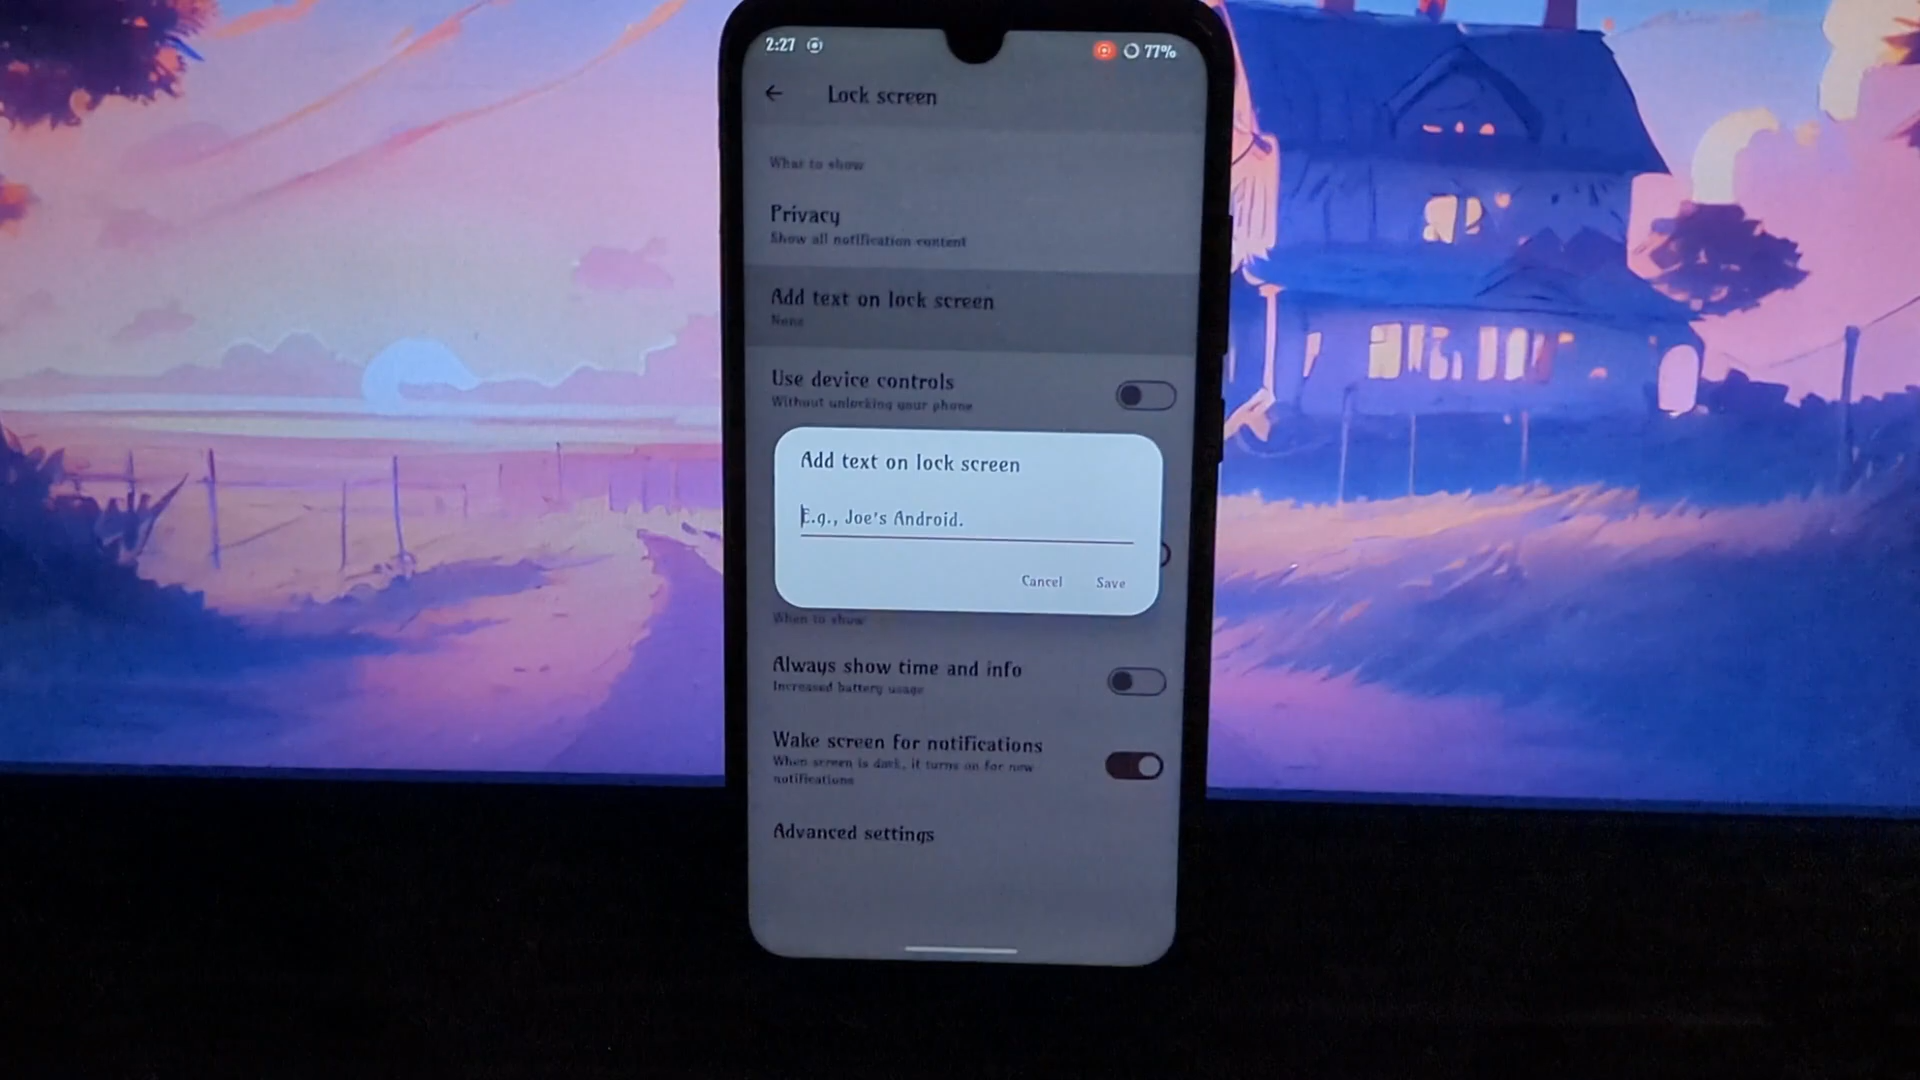 2:27
77%
Lock screen
What to show
Privacy
Show all notification content
Add text on lock screen
None
Use device controls
Without unlocking your phone
Add text on lock screen
E.g., Joe's Android.
Cancel Save
When to show
Always show time and info
Increased battery usage
Wake screen for notifications
When screen is dark, it turns on for new
notifications
Advanced settings